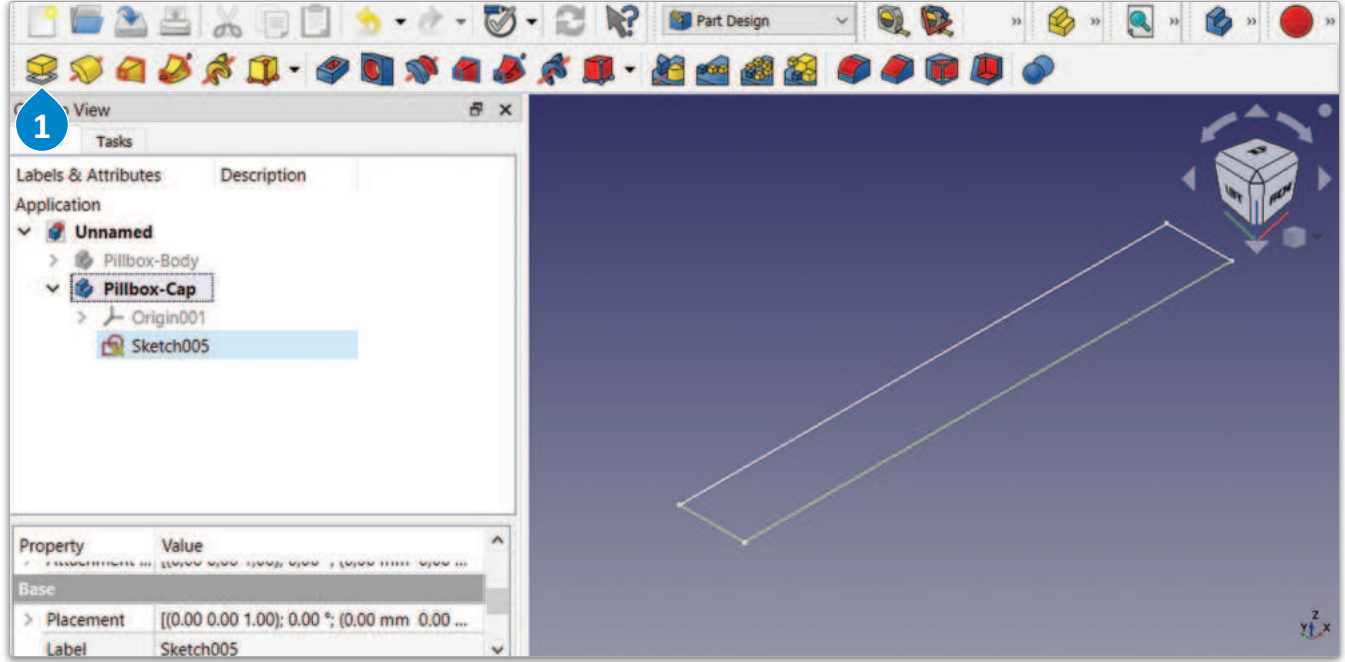 Part Design
»
»
»
»
1
View
Tasks
Labels & Attributes Description
Application
Unnamed
Pillbox-Body
Pillbox-Cap
Origin001
Sketch005
Property Value
Base
Placement [(0.00 0.00 1.00); 0.00 °; (0.00 mm 0.00 ...
Label Sketch005
Z
Y X